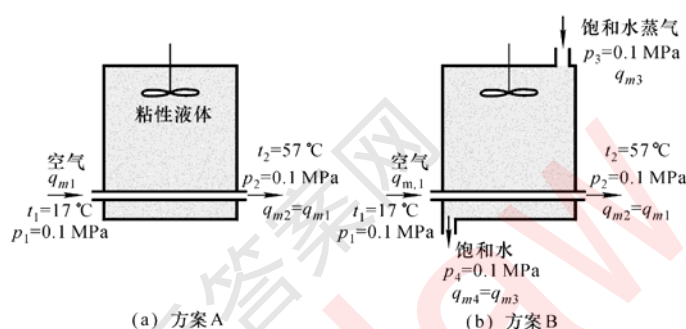 饱和水蒸气
p3=0.1 MPa
qm3
粘性液体
空气
qm1
t1=17℃
p1=0.1 MPa
t2=57℃
p2=0.1 MPa
qm2=qm1
空气
qm,1
t1=17℃
p1=0.1 MPa
t2=57℃
p2=0.1 MPa
qm2=qm1
饱和水
p4=0.1 MPa
qm4=qm3
(a) 方案A
(b) 方案B
答案网